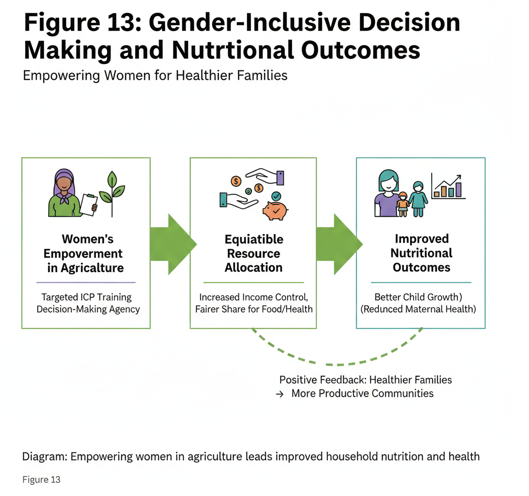 Figure 13: Gender-Inclusive Decision
Making and Nutrtional Outcomes
Empowering Women for Healthier Families
Women's
Empoverment
in Agriculture
Targeted ICP Training
Decision-Making Agency
Equiatible
Resource
Allocation
Increased Income Control,
Fairer Share for Food/Health
Improved
Nutritional
Outcomes
Better Child Growth)
(Reduced Maternal Health)
Positive Feedback: Healthier Families
→ More Productive Communities
Diagram: Empowering women in agriculture leads improved household nutrition and health
Figure 13